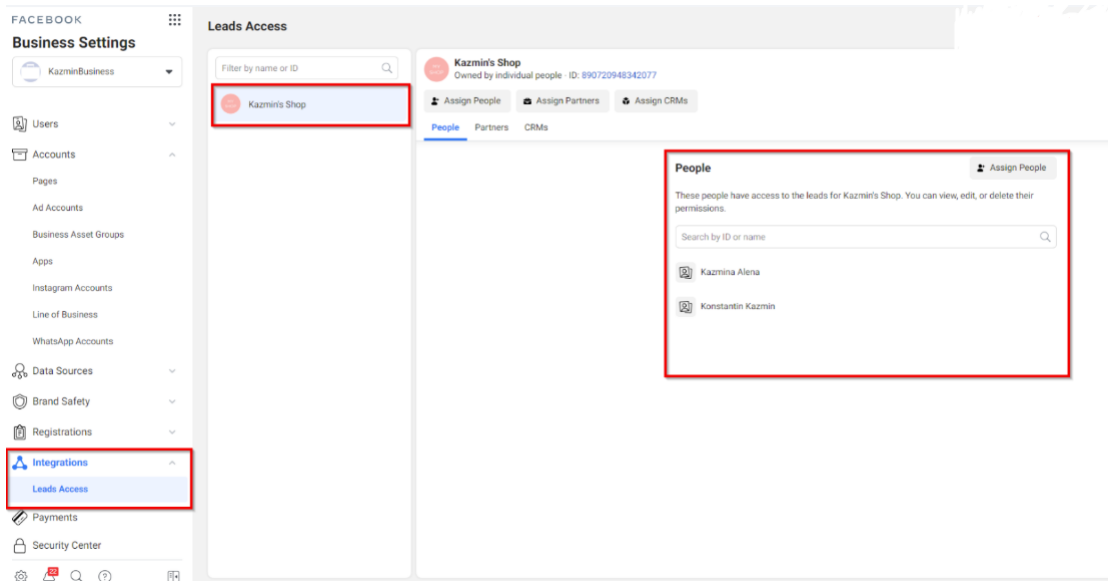 FACEBOOK
Business Settings
KazminBusiness
Users
Accounts
Pages
Ad Accounts
Business Asset Groups
Apps
Instagram Accounts
Line of Business
WhatsApp Accounts
Data Sources
Brand Safety
Registrations
Integrations
Leads Access
Payments
Security Center
22
Leads Access
Filter by name or ID
Kazmin's Shop
Kazmin's Shop
Owned by individual people · ID: 890720948342077
Assign People Assign Partners Assign CRMs
People Partners CRMs
People Assign People
These people have access to the leads for Kazmin's Shop. You can view, edit, or delete their
permissions.
Search by ID or name
Kazmina Alena
Konstantin Kazmin